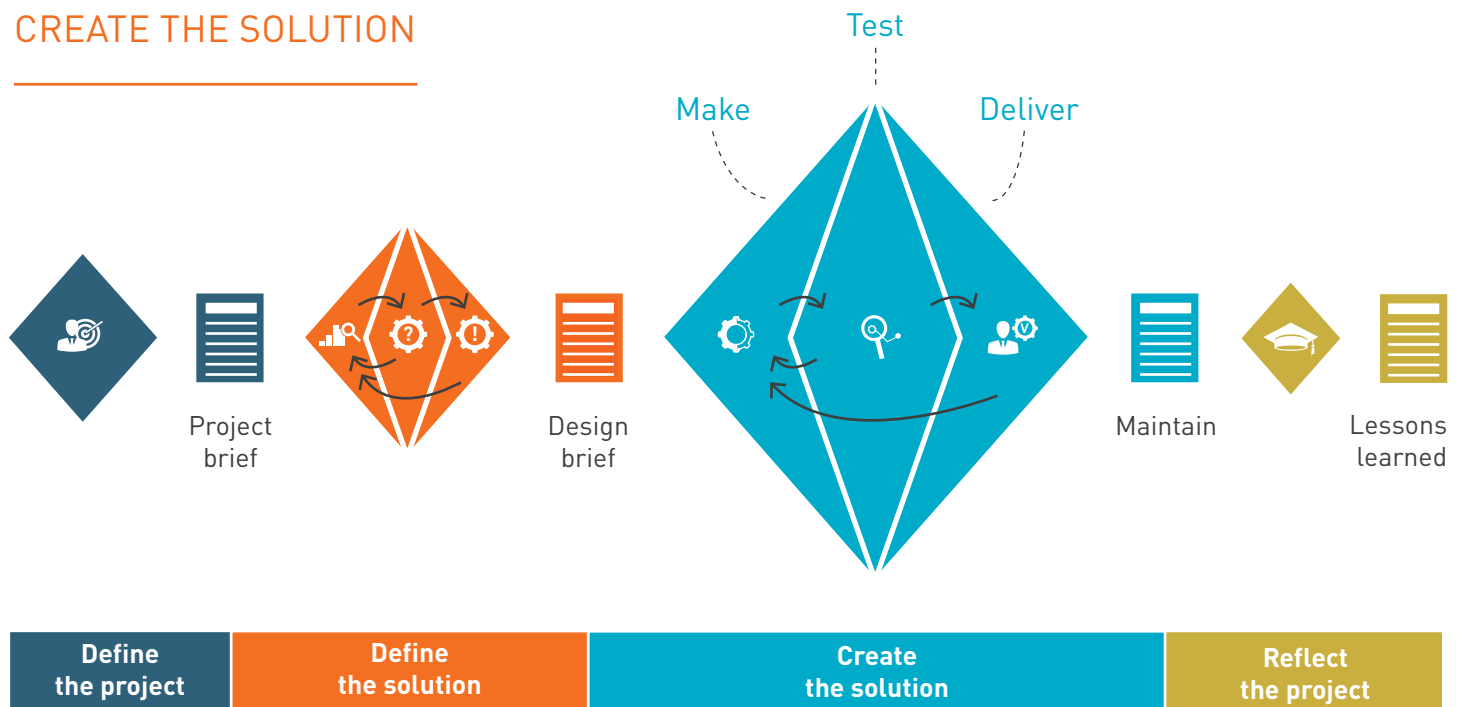 CREATE THE SOLUTION
Test
Make
Deliver
?
!
V
Project
brief
Design
brief
Maintain
Lessons
learned
Define
the project
Define
the solution
Create
the solution
Reflect
the project